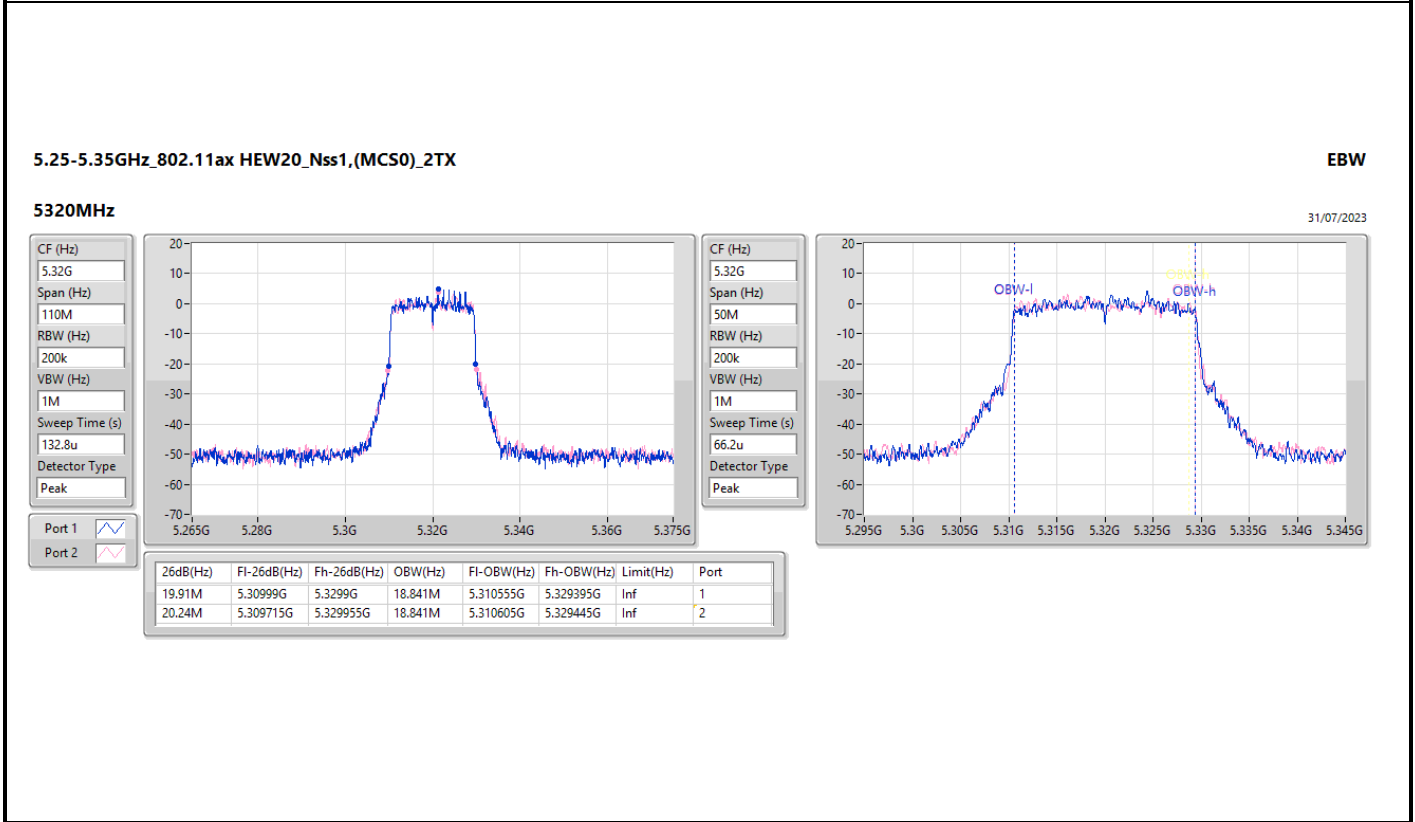 5.25-5.35GHz_802.11ax HEW20_Nss1,(MCS0)_2TX
EBW
5320MHz
31/07/2023
CF (Hz)
5.32G
Span (Hz)
110M
RBW (Hz)
200k
VBW (Hz)
1M
Sweep Time (s)
132.8u
Detector Type
Peak
Port 1
Port 2
20
10
0
-10
-20
-30
-40
-50
-60
-70
5.265G 5.28G 5.3G 5.32G 5.34G 5.36G 5.375G
CF (Hz)
5.32G
Span (Hz)
50M
RBW (Hz)
200k
VBW (Hz)
1M
Sweep Time (s)
66.2u
Detector Type
Peak
20
10
0
-10
-20
-30
-40
-50
-60
-70
OBW-l
OBW-h
5.295G 5.3G 5.305G 5.31G 5.315G 5.32G 5.325G 5.33G 5.335G 5.34G 5.345G
26dB(Hz) Fl-26dB(Hz) Fh-26dB(Hz) OBW(Hz) Fl-OBW(Hz) Fh-OBW(Hz) Limit(Hz) Port
19.91M 5.30999G 5.3299G 18.841M 5.310555G 5.329395G Inf 1
20.24M 5.309715G 5.329955G 18.841M 5.310605G 5.329445G Inf 2